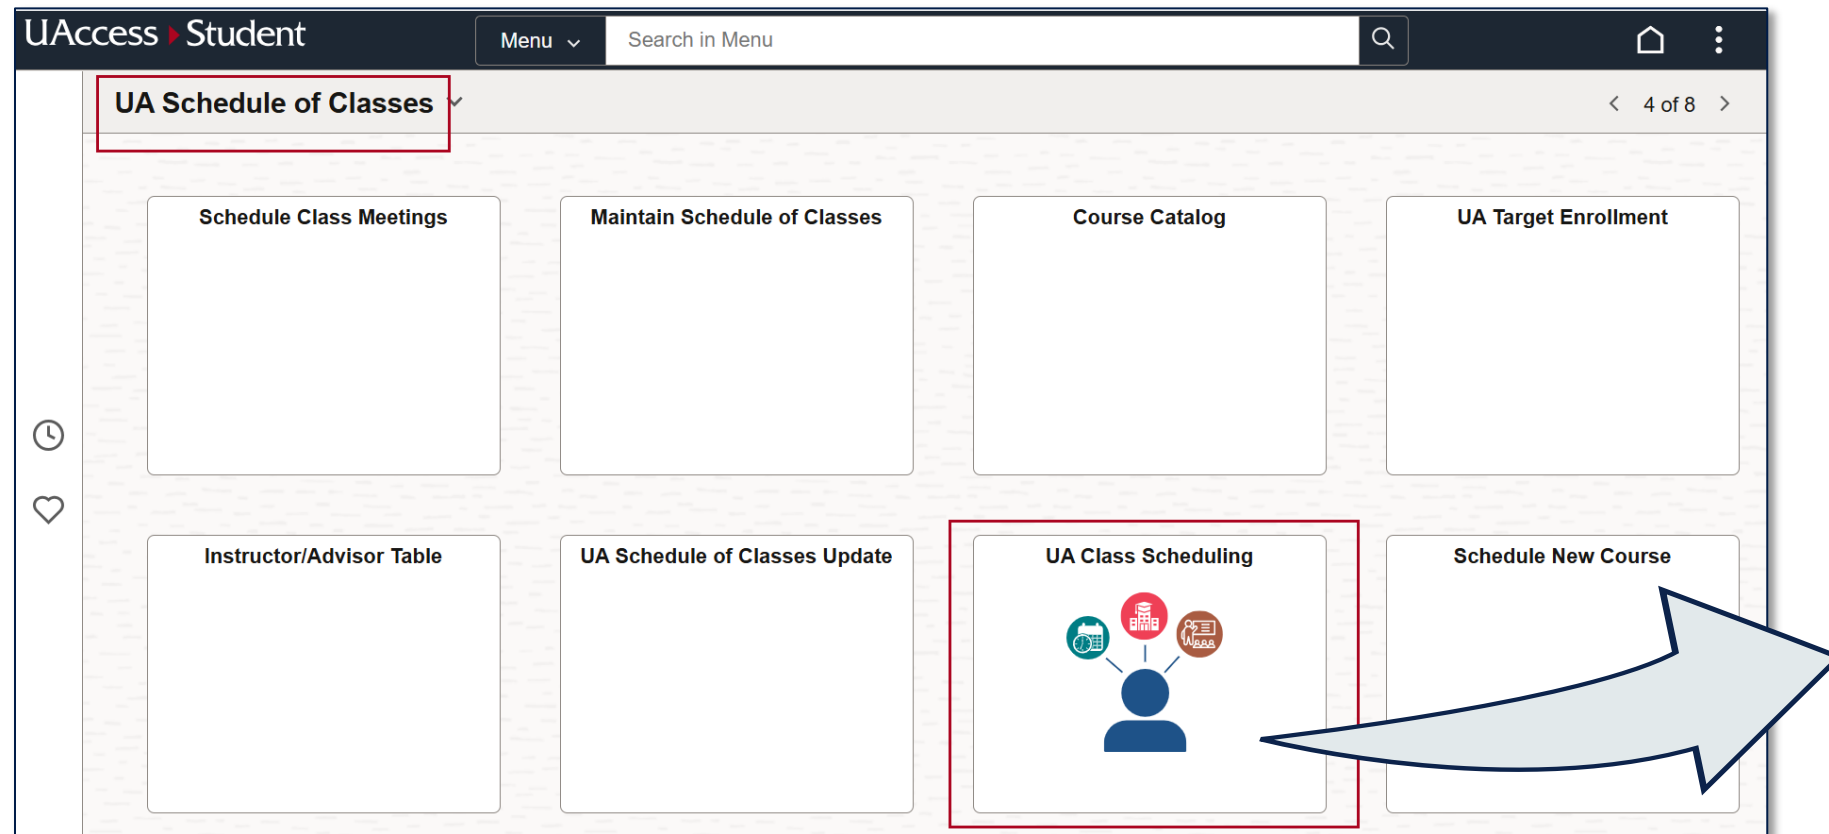 UAccess Student
Menu
Search in Menu
UA Schedule of Classes
4 of 8
Schedule Class Meetings
Maintain Schedule of Classes
Course Catalog
UA Target Enrollment
Instructor/Advisor Table
UA Schedule of Classes Update
UA Class Scheduling
Schedule New Course